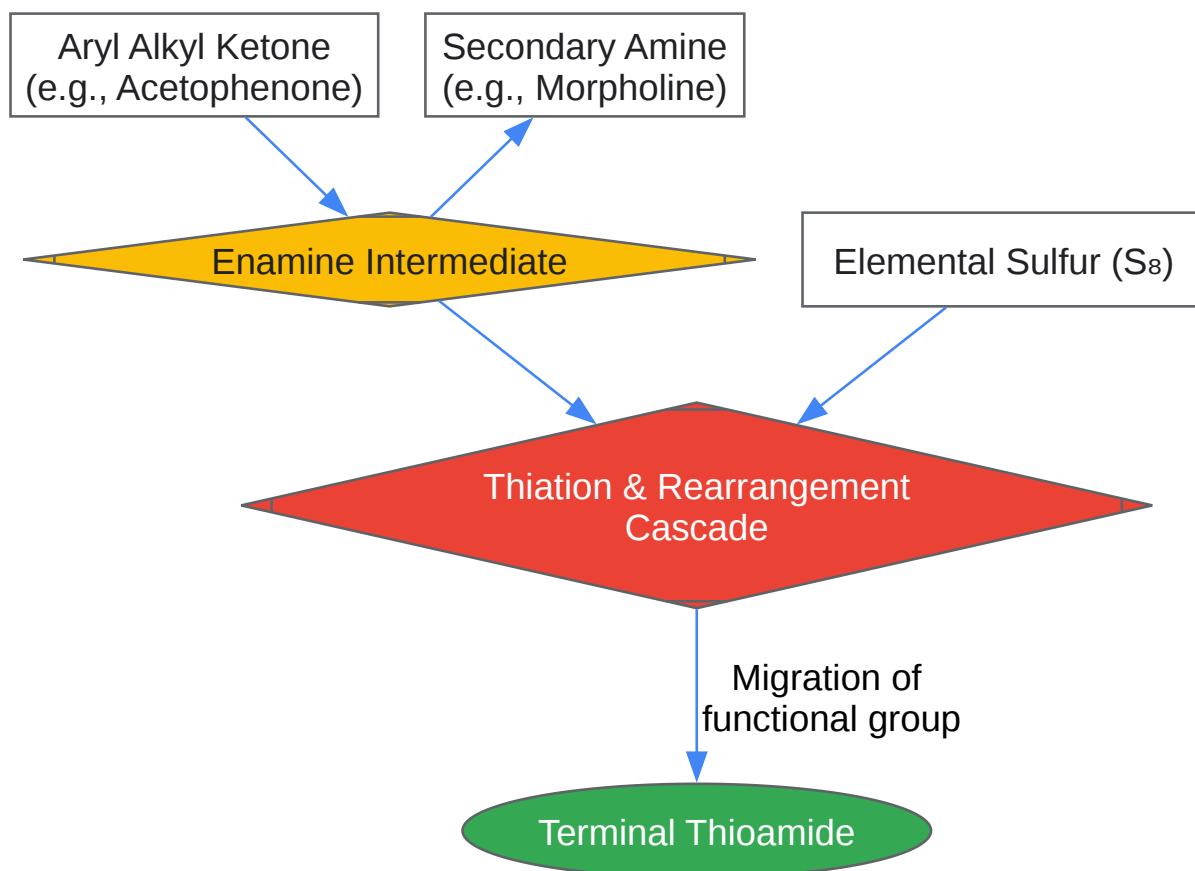 Aryl Alkyl Ketone
(e.g., Acetophenone)
Secondary Amine
(e.g., Morpholine)
Enamine Intermediate
Elemental Sulfur (S₈)
Thiation & Rearrangement
Cascade
Migration of
functional group
Terminal Thioamide